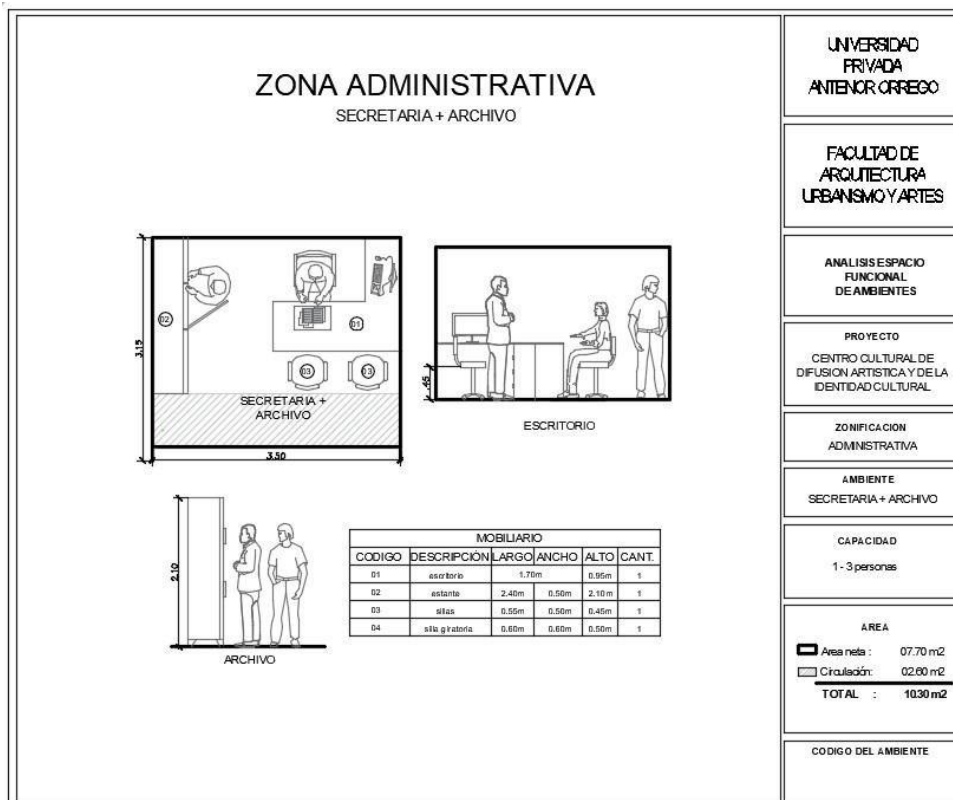 ZONA ADMINISTRATIVA
SECRETARIA + ARCHIVO
02
01
03
03
SECRETARIA +
ARCHIVO
3.15
3.50
.45
ESCRITORIO
2.10
ARCHIVO
MOBILIARIO
CODIGO DESCRIPCIÓN LARGO ANCHO ALTO CANT.
01 escritorio 1.70m 0.95m 1
02 estante 2.40m 0.50m 2.10m 1
03 sillas 0.55m 0.50m 0.45m 1
04 silla giratoria 0.60m 0.60m 0.50m 1
UNIVERSIDAD
PRIVADA
ANTENOR ORREGO
FACULTAD DE
ARQUITECTURA
URBANISMO Y ARTES
ANALISIS ESPACIO
FUNCIONAL
DE AMBIENTES
PROYECTO
CENTRO CULTURAL DE
DIFUSION ARTISTICA Y DE LA
IDENTIDAD CULTURAL
ZONIFICACION
ADMINISTRATIVA
AMBIENTE
SECRETARIA + ARCHIVO
CAPACIDAD
1 - 3 personas
AREA
Area neta : 07.70 m2
Circulación: 02.60 m2
TOTAL : 10.30 m2
CODIGO DEL AMBIENTE